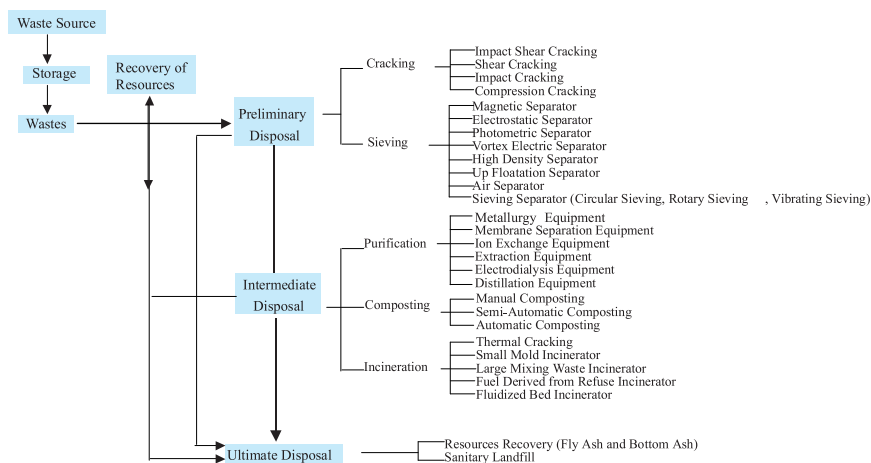 Waste Source
Storage
Wastes
Recovery of
Resources
Preliminary
Disposal
Cracking
Impact Shear Cracking
Shear Cracking
Impact Cracking
Compression Cracking
Sieving
Magnetic Separator
Electrostatic Separator
Photometric Separator
Vortex Electric Separator
High Density Separator
Up Floatation Separator
Air Separator
Sieving Separator (Circular Sieving, Rotary Sieving , Vibrating Sieving)
Intermediate
Disposal
Purification
Metallurgy Equipment
Membrane Separation Equipment
Ion Exchange Equipment
Extraction Equipment
Electrodialysis Equipment
Distillation Equipment
Composting
Manual Composting
Semi-Automatic Composting
Automatic Composting
Incineration
Thermal Cracking
Small Mold Incinerator
Large Mixing Waste Incinerator
Fuel Derived from Refuse Incinerator
Fluidized Bed Incinerator
Ultimate Disposal
Resources Recovery (Fly Ash and Bottom Ash)
Sanitary Landfill